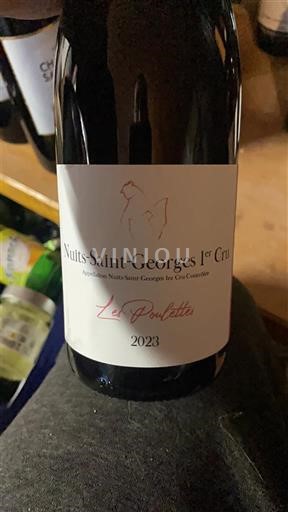 Nuits-Saint-Georges 1er Cru
VINIOU
Appellation Nuits-Saint-Georges 1er Cru Contrôlée
Les Poulettes
2023